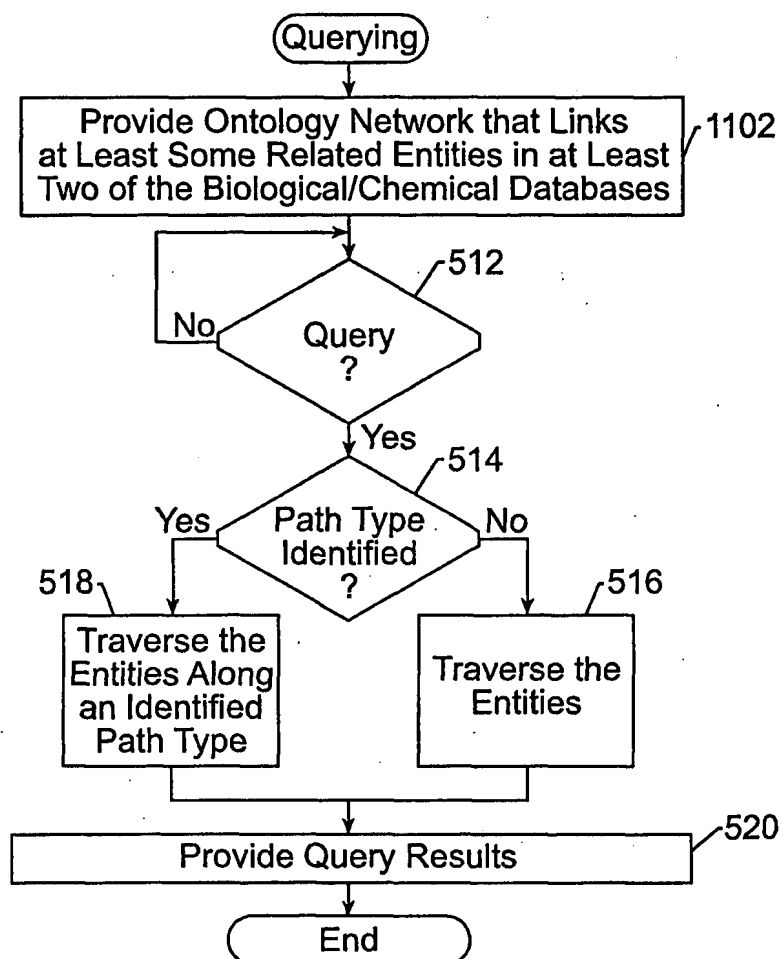 Querying
Provide Ontology Network that Links
at Least Some Related Entities in at Least
Two of the Biological/Chemical Databases
1102
512
No
Query
?
Yes
514
Yes
Path Type
Identified
?
No
518
516
Traverse the
Entities Along
an Identified
Path Type
Traverse the
Entities
520
Provide Query Results
End